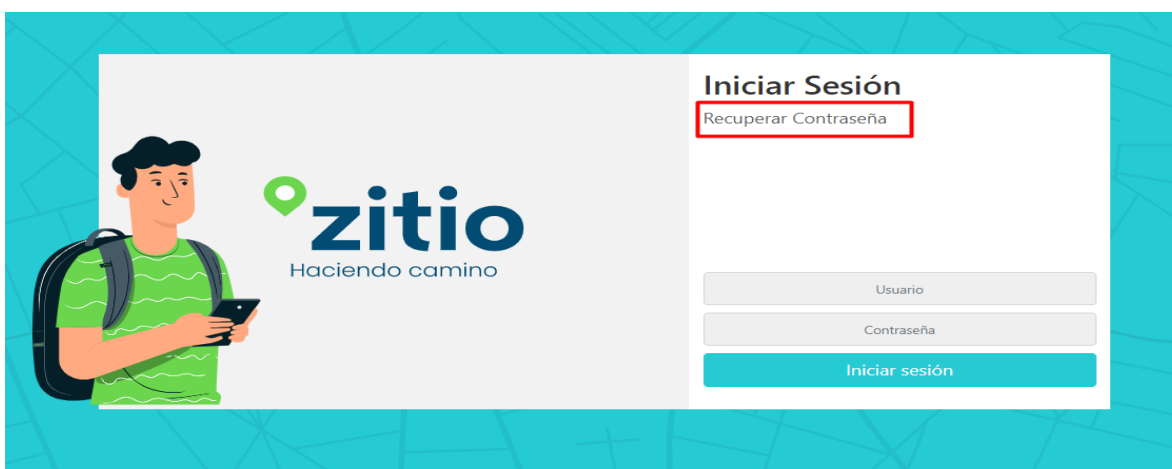 Iniciar Sesión
Recuperar Contraseña
zitio
Haciendo camino
Usuario
Contraseña
Iniciar sesión